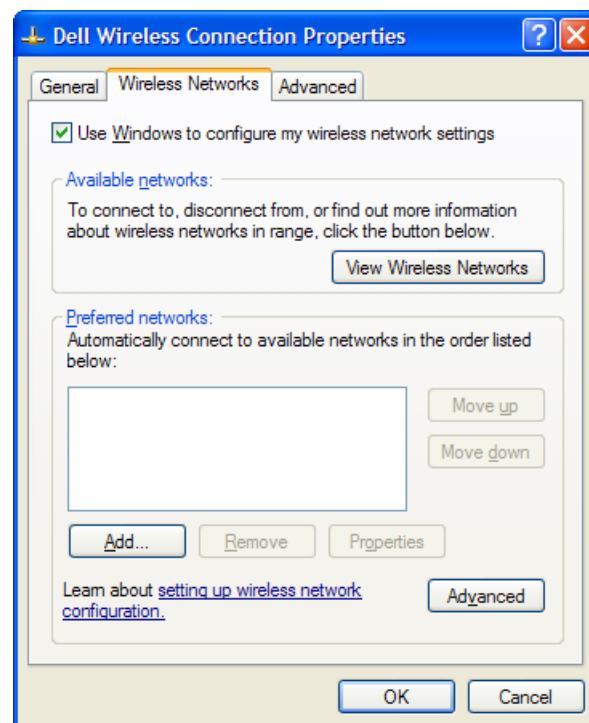 Dell Wireless Connection Properties
General Wireless Networks Advanced
Use Windows to configure my wireless network settings
Available networks:
To connect to, disconnect from, or find out more information
about wireless networks in range, click the button below.
View Wireless Networks
Preferred networks:
Automatically connect to available networks in the order listed
below:
Move up
Move down
Add... Remove Properties
Learn about setting up wireless network
configuration.
Advanced
OK Cancel